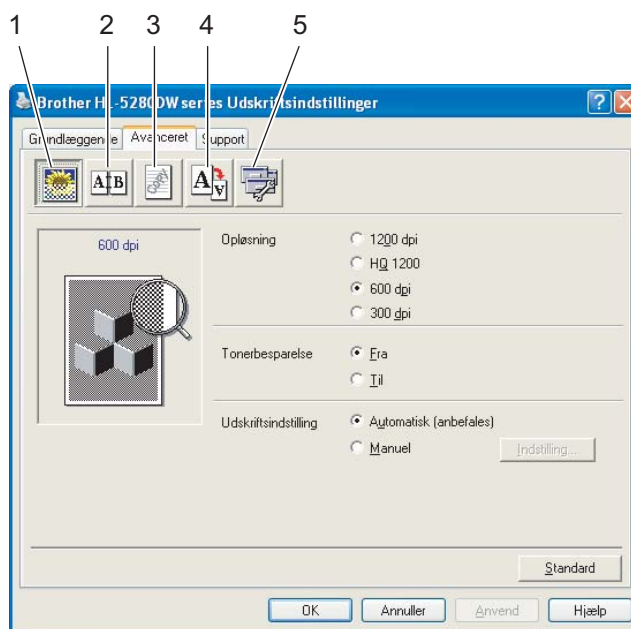 1 2 3 4 5
Brother HL-5280DW series Udskriftsindstillinger
Grundlæggende Avanceret Support
A B copy A A
600 dpi
Opløsning
1200 dpi
HQ 1200
600 dpi
300 dpi
Tonerbesparelse
Fra
Til
Udskriftsindstilling
Automatisk (anbefales)
Manuel
Indstilling...
Standard
OK Annuller Anvend Hjælp